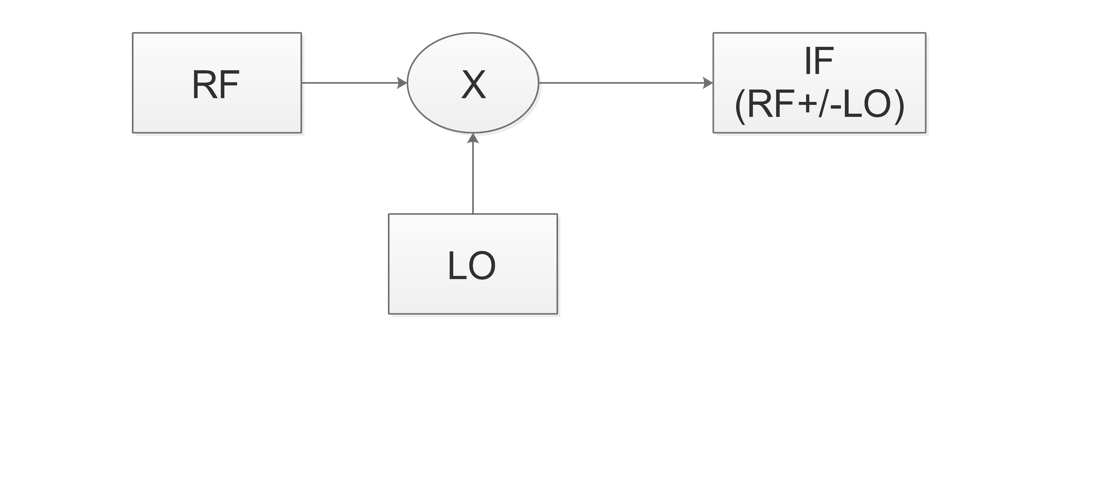 RF
X
IF
(RF+/-LO)
LO